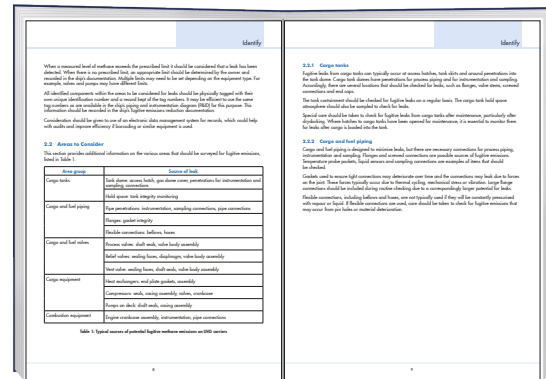 Identify
When a measured level of methane exceeds the prescribed limit it should be considered that a leak has been
detected. When there is no prescribed limit, an appropriate limit should be determined by the owner and
recorded in the ship's documentation. Multiple limits may need to be set depending on the equipment type. For
example, valves and pumps may have different limits.
All identified components within the areas to be considered for leaks should be physically tagged with their
own unique identification number and a record kept of the tag numbers. It may be efficient to use the same
tag numbers as are available in the ship's piping and instrumentation diagram (P&ID) for this purpose. This
information should be recorded in the ship's fugitive emissions reduction documentation.
Consideration should be given to use of an electronic data management system for records, which could help
with audits and improve efficiency if barcoding or similar equipment is used.
2.2 Areas to Consider
This section provides additional information on the various areas that should be surveyed for fugitive emissions,
listed in Table 1.
Area group Source of leak
Cargo tanks Tank dome: access hatch, gas dome cover, penetrations for instrumentation and
sampling, connections
Hold space: tank integrity monitoring
Cargo and fuel piping Pipe penetrations: instrumentation, sampling connections, pipe connections
Flanges: gasket integrity
Flexible connections: bellows, hoses
Cargo and fuel valves Process valves: shaft seals, valve body assembly
Relief valves: sealing faces, diaphragm, valve body assembly
Vent valve: sealing faces, shaft seals, valve body assembly
Cargo equipment Heat exchangers: end plate gaskets, assembly
Compressors: seals, casing assembly, valves, crankcase
Pumps on deck: shaft seals, casing assembly
Combustion equipment Engine crankcase assembly, instrumentation, pipe connections
Table 1: Typical sources of potential fugitive methane emissions on LNG carriers
8
Identify
2.2.1 Cargo tanks
Fugitive leaks from cargo tanks can typically occur at access hatches, tank skirts and around penetrations into
the tank dome. Cargo tank domes have penetrations for process piping and for instrumentation and sampling.
Accordingly, there are several locations that should be checked for leaks, such as flanges, valve stems, screwed
connections and end caps.
The tank containment should be checked for fugitive leaks on a regular basis. The cargo tank hold space
atmosphere should also be sampled to check for leaks.
Special care should be taken to check for fugitive leaks from cargo tanks after maintenance, particularly after
drydocking. Where hatches to cargo tanks have been opened for maintenance, it is essential to monitor them
for leaks after cargo is loaded into the tank.
2.2.2 Cargo and fuel piping
Cargo and fuel piping is designed to minimise leaks, but there are necessary connections for process piping,
instrumentation and sampling. Flanges and screwed connections are possible sources of fugitive emissions.
Temperature probe pockets, liquid sensors and sampling connections are examples of items that should
be checked.
Gaskets used to ensure tight connections may deteriorate over time and the connections may leak due to forces
on the joint. These forces typically occur due to thermal cycling, mechanical stress or vibration. Large flange
connections should be included during routine checking due to a correspondingly larger potential for leaks.
Flexible connections, including bellows and hoses, are not typically used if they will be constantly pressurised
with vapour or liquid. If flexible connections are used, care should be taken to check for fugitive emissions that
may occur from pin holes or material deterioration.
9